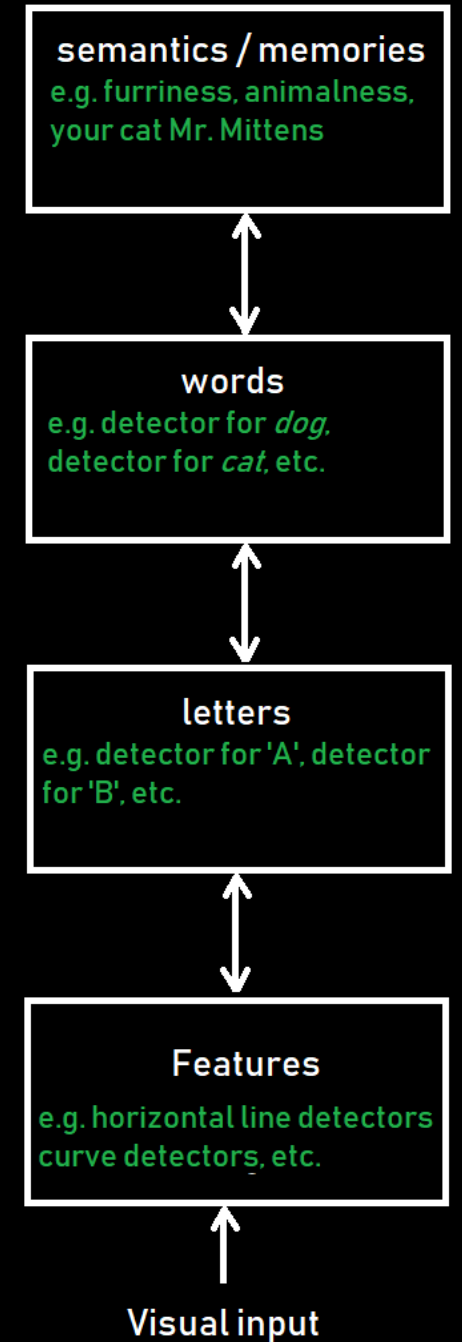 semantics / memories
e.g. furriness, animalness,
your cat Mr. Mittens
words
e.g. detector for dog,
detector for cat, etc.
letters
e.g. detector for 'A', detector
for 'B', etc.
Features
e.g. horizontal line detectors
curve detectors, etc.
Visual input